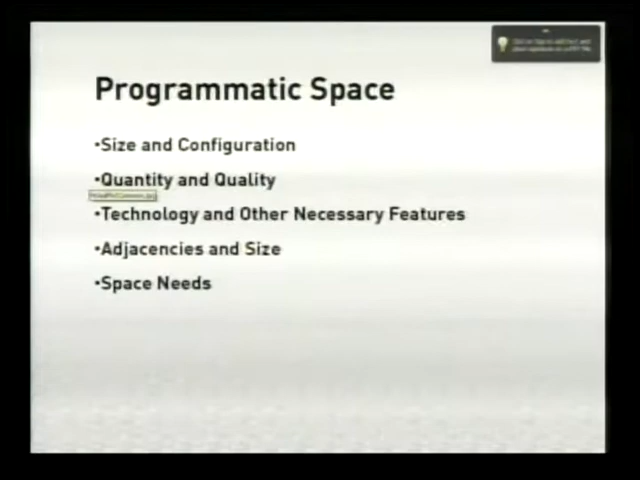 Programmatic Space
•Size and Configuration
•Quantity and Quality
•Technology and Other Necessary Features
•Adjacencies and Size
•Space Needs